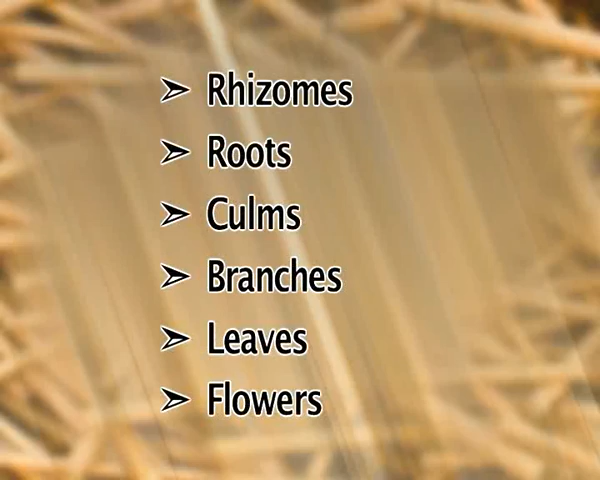 ➢ Rhizomes
➢ Roots
➢ Culms
➢ Branches
➢ Leaves
➢ Flowers